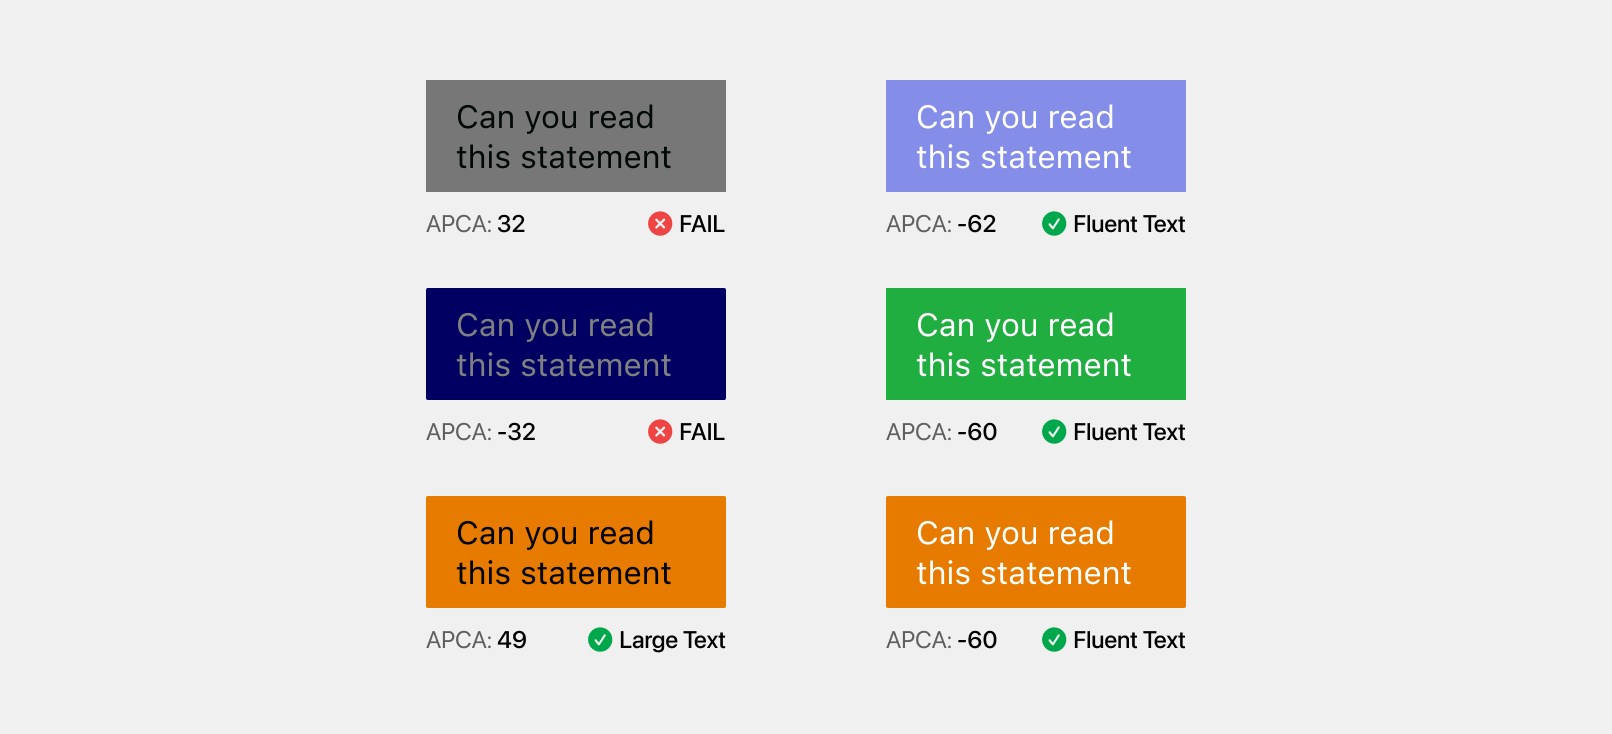 Can you read
this statement
APCA: 32 FAIL
Can you read
this statement
APCA: -62 Fluent Text
Can you read
this statement
APCA: -32 FAIL
Can you read
this statement
APCA: -60 Fluent Text
Can you read
this statement
APCA: 49 Large Text
Can you read
this statement
APCA: -60 Fluent Text